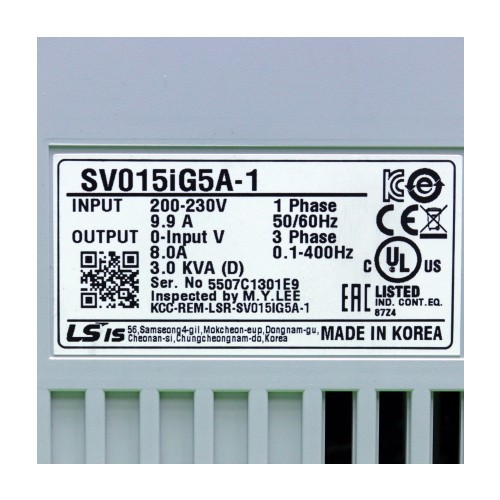 SV015iG5A-1
INPUT 200-230V 1 Phase
9.9 A 50/60Hz
OUTPUT 0-Input V 3 Phase
8.0A 0.1-400Hz
3.0 KVA (D)
Ser. No 5507C1301E9
Inspected by M.Y.LEE
KCC-REM-LSR-SV015IG5A-1
CE
C UL US
EAC LISTED
IND. CONT. EQ.
87Z4
LSis 56,Samseong4-gil,Mokcheon-eup,Dongnam-gu,
Cheonan-si,Chungcheongnam-do,Korea
MADE IN KOREA